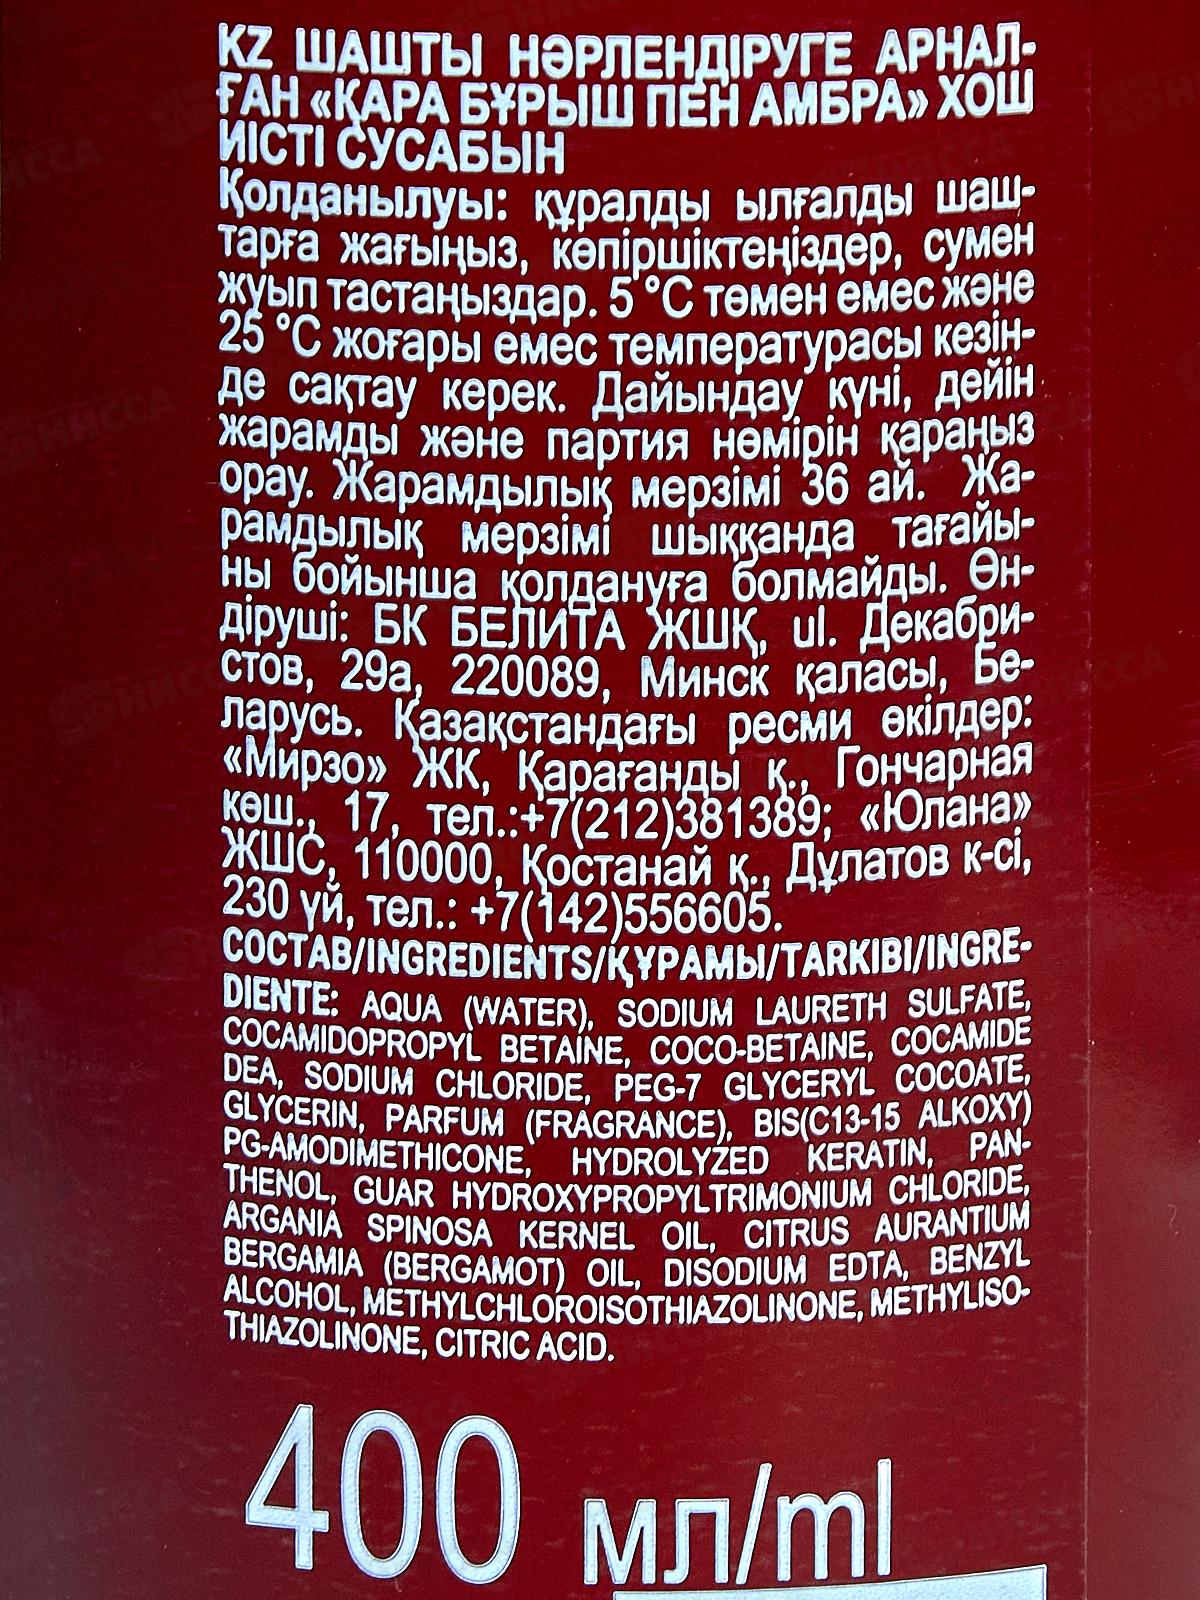 KZ ШАШТЫ НӘРЛЕНДІРУГЕ АРНАЛ-
ҒАН «ҚАРА БҰРЫШ ПЕН АМБРА» ХОШ
ИІСТІ СУСАБЫН
Қолданылуы: құралды ылғалды шаш-
тарға жағыңыз, көпіршіктеңіздер, сумен
жуып тастаңыздар. 5 °С төмен емес және
25 °С жоғары емес температурасы кезін-
де сақтау керек. Дайындау күні, дейін
жарамды және партия нөмірін қараңыз
орау. Жарамдылық мерзімі 36 ай. Жа-
рамдылық мерзімі шыққанда тағайы-
ны бойынша қолдануға болмайды. Өн-
діруші: БК БЕЛИТА ЖШҚ, ul. Декабри-
стов, 29а, 220089, Минск қаласы, Бе-
ларусь. Қазақстандағы ресми өкілдер:
«Мирзо» ЖК, Қарағанды қ., Гончарная
көш., 17, тел.:+7(212)381389; «Юлана»
ЖШС, 110000, Қостанай қ., Дұлатов к-сі,
230 үй, тел.: +7(142)556605.
СОСТАВ/INGREDIENTS/ҚҰРАМЫ/TARKIBI/INGRE-
DIENTE: AQUA (WATER), SODIUM LAURETH SULFATE,
COCAMIDOPROPYL BETAINE, COCO-BETAINE, COCAMIDE
DEA, SODIUM CHLORIDE, PEG-7 GLYCERYL COCOATE,
GLYCERIN, PARFUM (FRAGRANCE), BIS(C13-15 ALKOXY)
PG-AMODIMETHICONE, HYDROLYZED KERATIN, PAN-
THENOL, GUAR HYDROXYPROPYLTRIMONIUM CHLORIDE,
ARGANIA SPINOSA KERNEL OIL, CITRUS AURANTIUM
BERGAMIA (BERGAMOT) OIL, DISODIUM EDTA, BENZYL
ALCOHOL, METHYLCHLOROISOTHIAZOLINONE, METHYLISO-
THIAZOLINONE, CITRIC ACID.
400 мл/ml